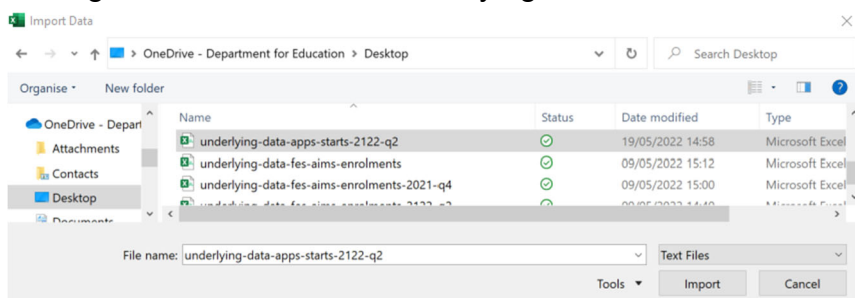 Import Data
OneDrive - Department for Education > Desktop
Search Desktop
Organise New folder
Name Status Date modified Type
OneDrive - Depart
underlying-data-apps-starts-2122-q2 19/05/2022 14:58 Microsoft Excel
Attachments
underlying-data-fes-aims-enrolments 09/05/2022 15:12 Microsoft Excel
Contacts
underlying-data-fes-aims-enrolments-2021-q4 09/05/2022 15:00 Microsoft Excel
Desktop
Documents
File name: underlying-data-apps-starts-2122-q2 Text Files
Tools Import Cancel